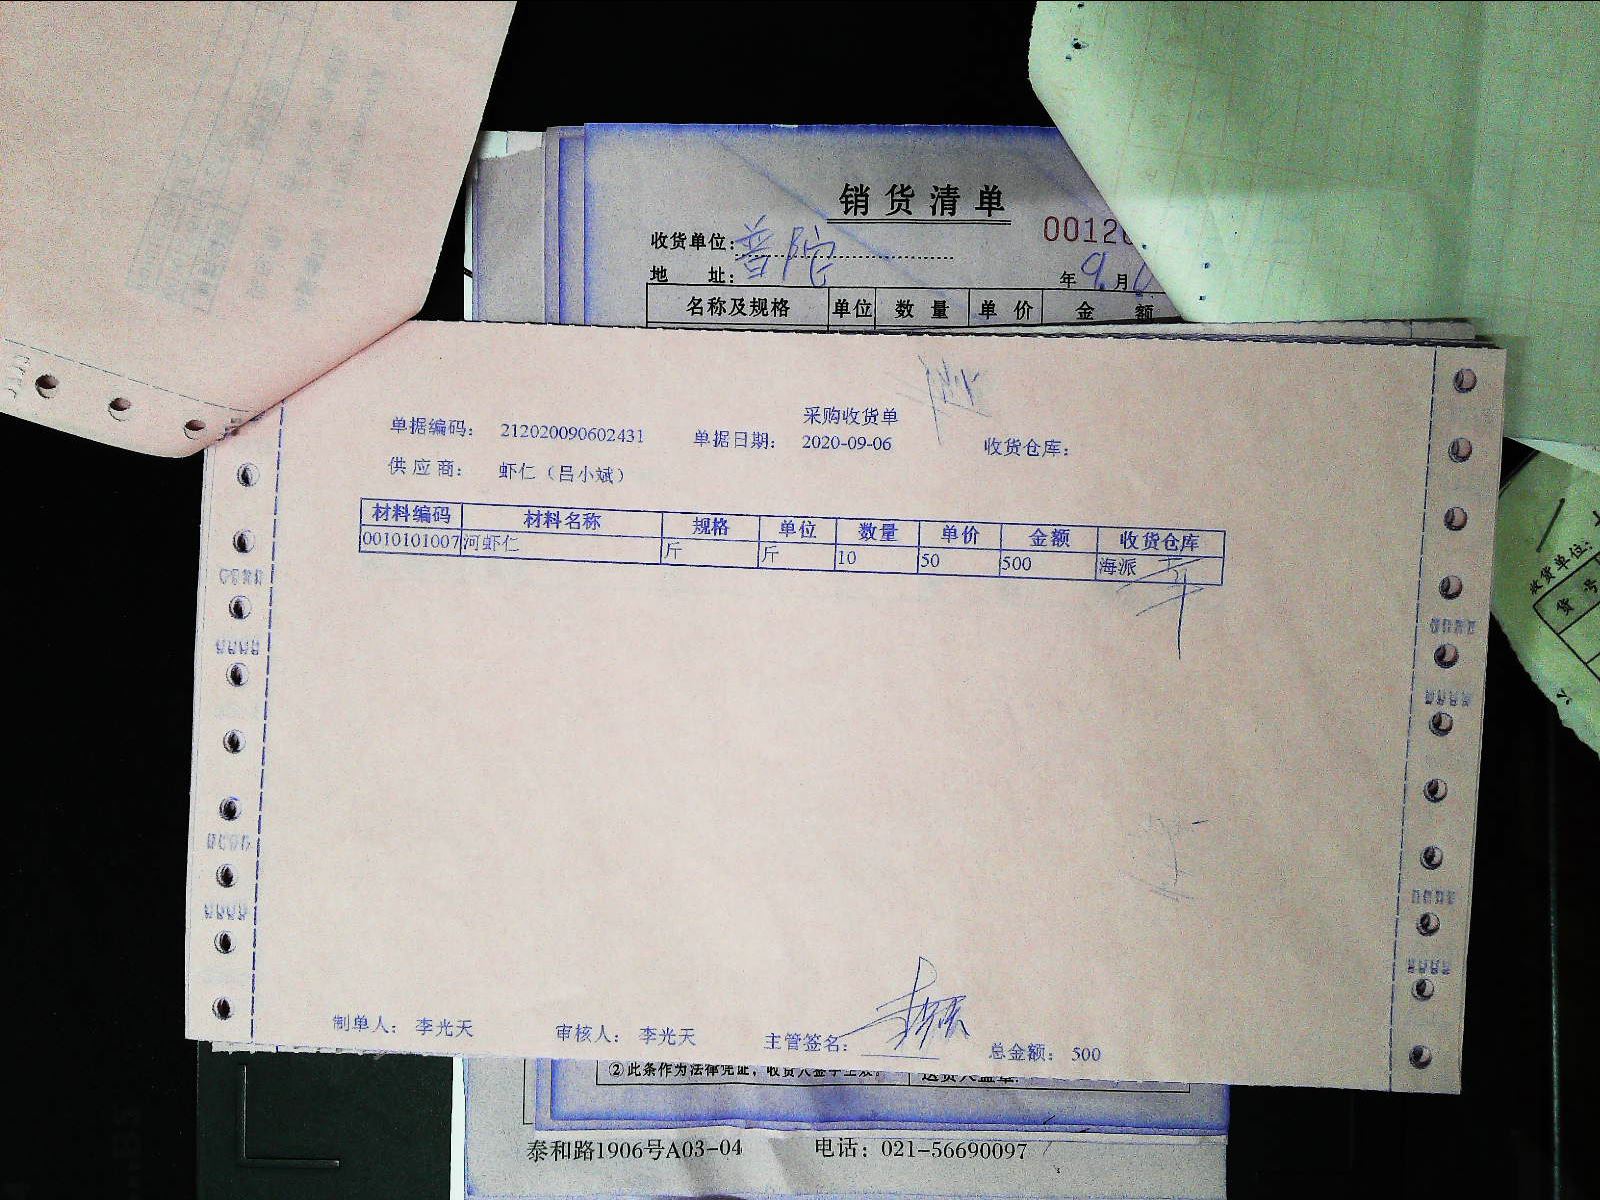 销货清单
收货单位：普陀
00120
地　址：
年9月
名称及规格 单位 数量 单价 金额
采购收货单
单据编码： 212020090602431 单据日期： 2020-09-06 收货仓库：
供应商： 虾仁（吕小斌）
材料编码 材料名称 规格 单位 数量 单价 金额 收货仓库
0010101007 河虾仁 斤 斤 10 50 500 海派
制单人： 李光天 审核人： 李光天 主管签名： 总金额： 500
②此条作为法律凭证，收货人签字生效。
泰和路1906号A03-04 电话：021-56690097
收货单位：
货号